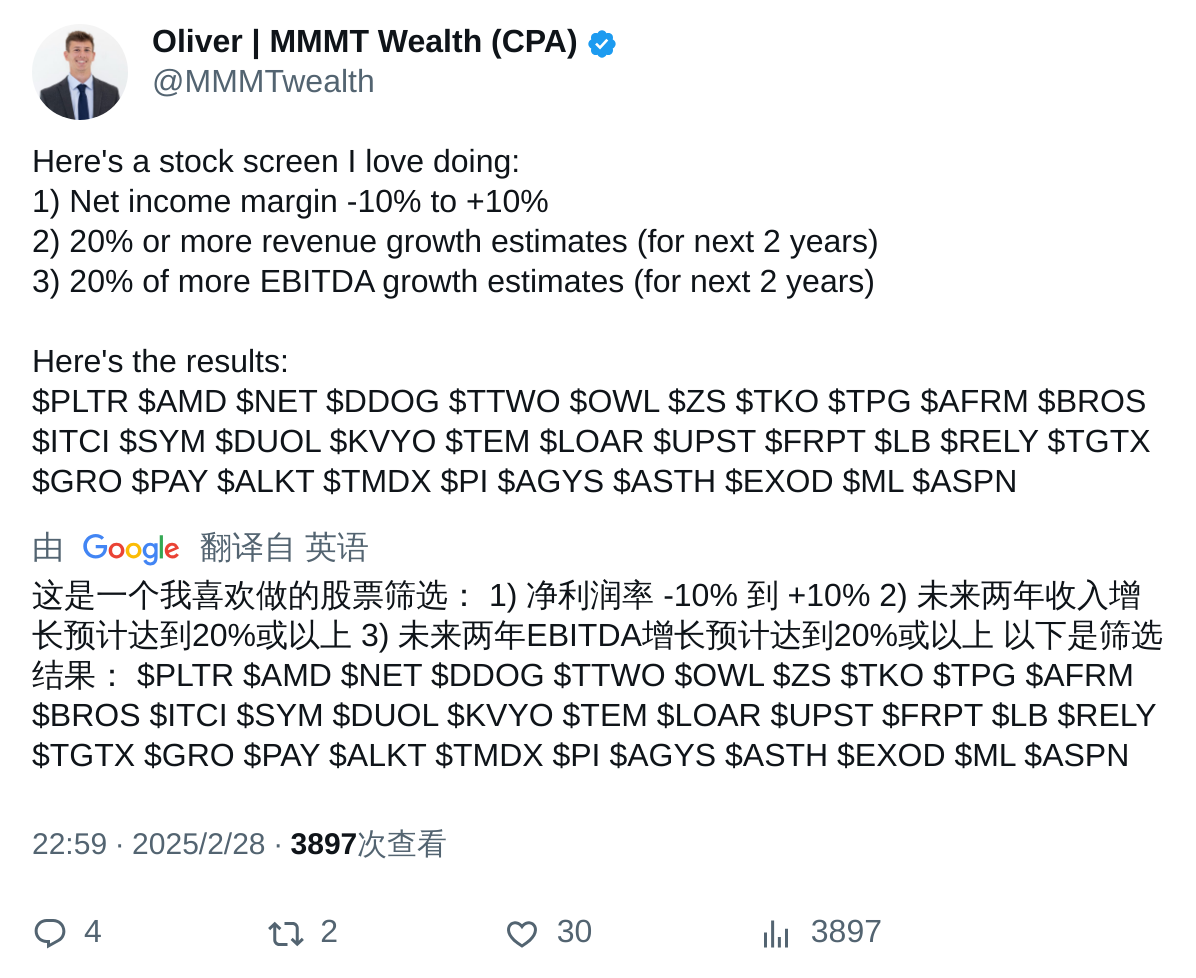 Oliver | MMMT Wealth (CPA)
@MMMTwealth
Here's a stock screen I love doing:
1) Net income margin -10% to +10%
2) 20% or more revenue growth estimates (for next 2 years)
3) 20% of more EBITDA growth estimates (for next 2 years)
Here's the results:
$PLTR $AMD $NET $DDOG $TTWO $OWL $ZS $TKO $TPG $AFRM $BROS
$ITCI $SYM $DUOL $KVYO $TEM $LOAR $UPST $FRPT $LB $RELY $TGTX
$GRO $PAY $ALKT $TMDX $PI $AGYS $ASTH $EXOD $ML $ASPN
由 Google 翻译自 英语
这是一个我喜欢做的股票筛选： 1) 净利润率 -10% 到 +10% 2) 未来两年收入增
长预计达到20%或以上 3) 未来两年EBITDA增长预计达到20%或以上 以下是筛选
结果： $PLTR $AMD $NET $DDOG $TTWO $OWL $ZS $TKO $TPG $AFRM
$BROS $ITCI $SYM $DUOL $KVYO $TEM $LOAR $UPST $FRPT $LB $RELY
$TGTX $GRO $PAY $ALKT $TMDX $PI $AGYS $ASTH $EXOD $ML $ASPN
22:59 · 2025/2/28 · 3897次查看
4 2 30 3897